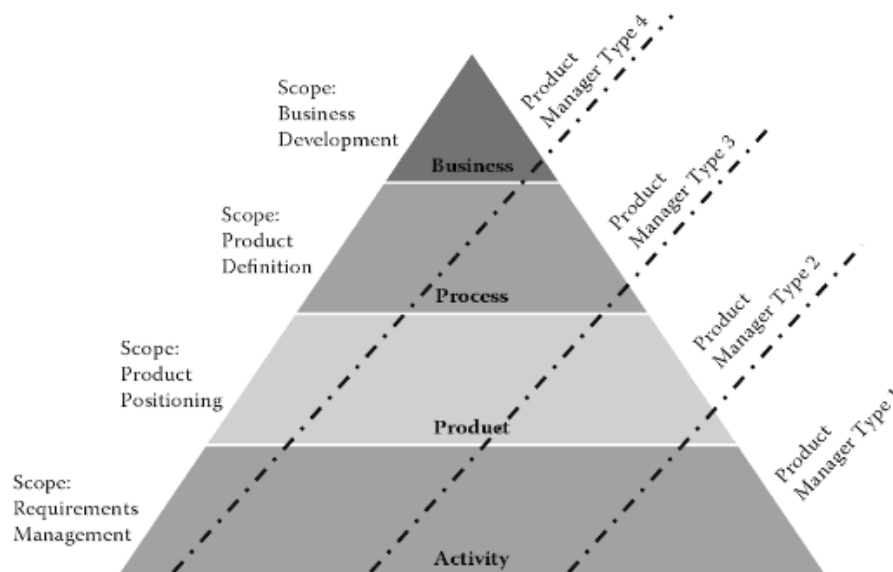 Scope:
Business
Development
Business
Product
Manager Type 4
Scope:
Product
Definition
Process
Product
Manager Type 3
Scope:
Product
Positioning
Product
Product
Manager Type 2
Scope:
Requirements
Management
Activity
Product
Manager Type 1